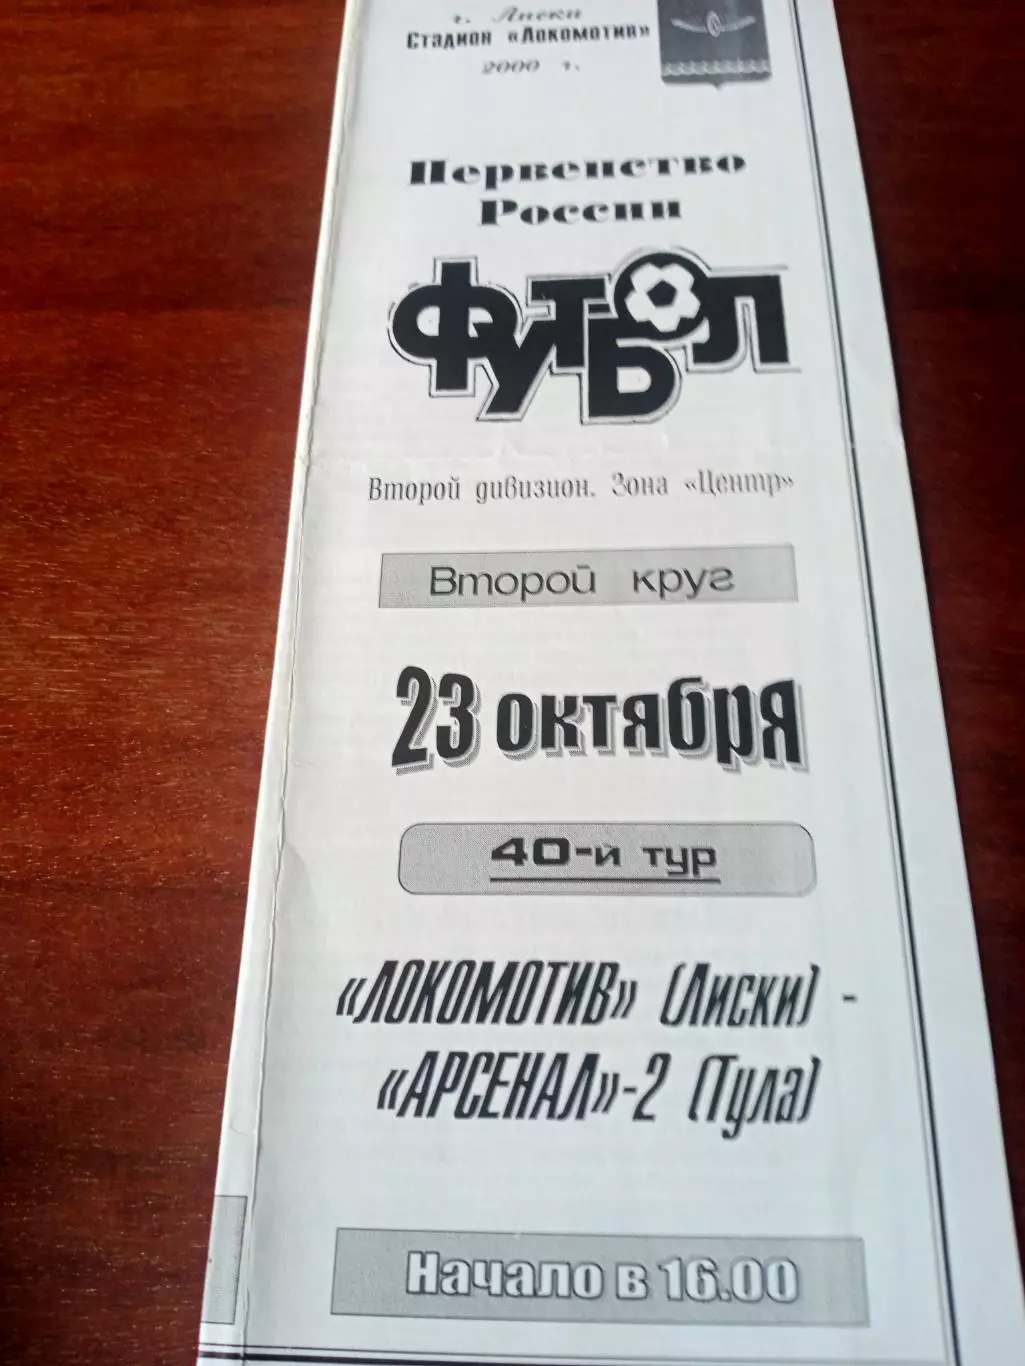 г. Лиски
Стадион «Локомотив»
2000 г.
Первенство
России
ФУТБОЛ
Второй дивизион. Зона «Центр»
Второй круг
23 октября
40-й тур
«ЛОКОМОТИВ» (Лиски) -
«АРСЕНАЛ»-2 (Тула)
Начало в 16.00